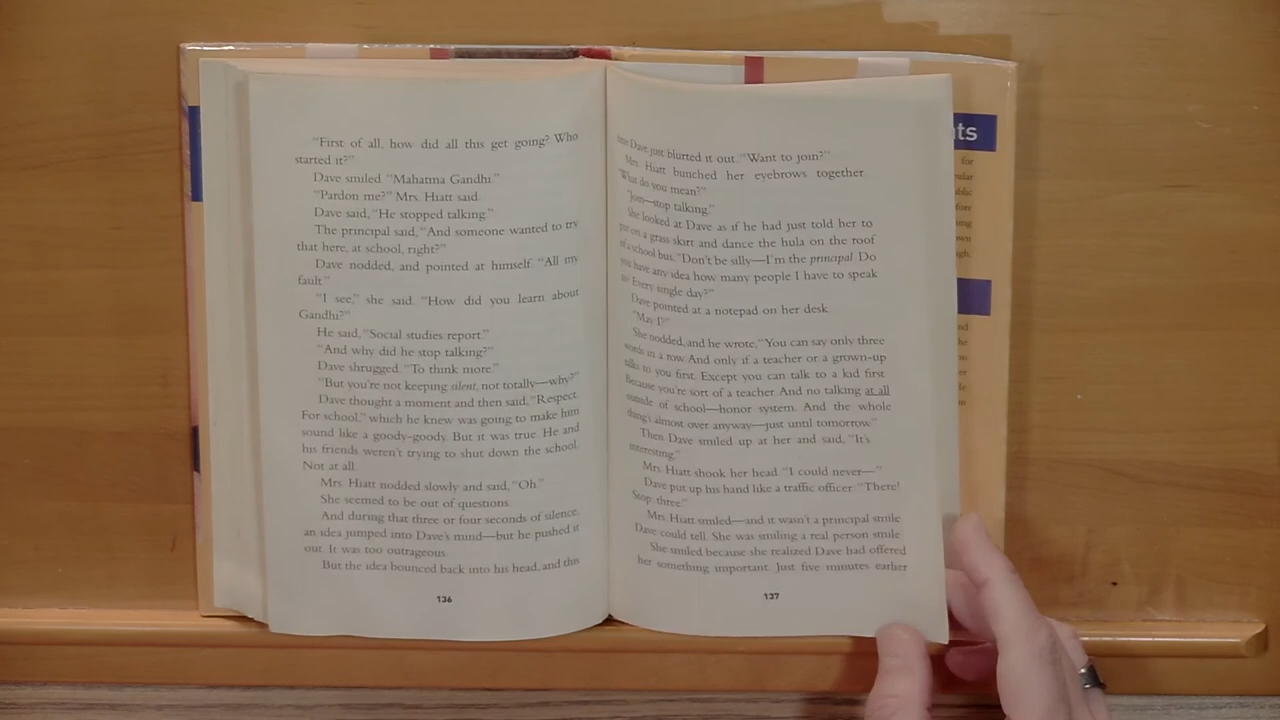 "First of all, how did all this get going? Who
started it?"
Dave smiled. "Mahatma Gandhi."
"Pardon me?" Mrs. Hiatt said.
Dave said, "He stopped talking."
The principal said, "And someone wanted to try
that here, at school, right?"
Dave nodded, and pointed at himself. "All my
fault."
"I see," she said. "How did you learn about
Gandhi?"
He said, "Social studies report."
"And why did he stop talking?"
Dave shrugged. "To think more."
"But you're not keeping silent, not totally—why?"
Dave thought a moment and then said, "Respect.
For school," which he knew was going to make him
sound like a goody-goody. But it was true. He and
his friends weren't trying to shut down the school.
Not at all.
Mrs. Hiatt nodded slowly and said, "Oh."
She seemed to be out of questions.
And during that three or four seconds of silence,
an idea jumped into Dave's mind—but he pushed it
out. It was too outrageous.
But the idea bounced back into his head, and this
136
time Dave just blurted it out. "Want to join?"
Mrs. Hiatt bunched her eyebrows together.
"What do you mean?"
"Join—stop talking."
She looked at Dave as if he had just told her to
put on a grass skirt and dance the hula on the roof
of a school bus. "Don't be silly—I'm the principal. Do
you have any idea how many people I have to speak
to? Every single day?"
Dave pointed at a notepad on her desk.
"May I?"
She nodded, and he wrote, "You can say only three
words in a row. And only if a teacher or a grown-up
talks to you first. Except you can talk to a kid first.
Because you're sort of a teacher. And no talking at all
outside of school—honor system. And the whole
thing's almost over anyway—just until tomorrow."
Then Dave smiled up at her and said, "It's
interesting."
Mrs. Hiatt shook her head. "I could never—"
Dave put up his hand like a traffic officer. "There!
Stop: three."
Mrs. Hiatt smiled—and it wasn't a principal smile.
Dave could tell. She was smiling a real person smile.
She smiled because she realized Dave had offered
her something important. Just five minutes earlier
137
for